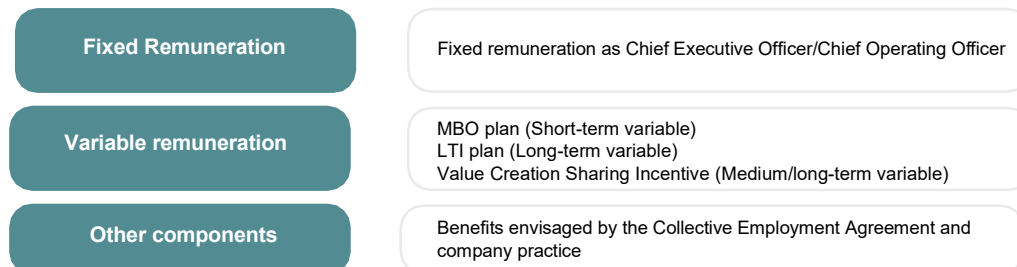 Fixed Remuneration
Fixed remuneration as Chief Executive Officer/Chief Operating Officer
Variable remuneration
MBO plan (Short-term variable)
LTI plan (Long-term variable)
Value Creation Sharing Incentive (Medium/long-term variable)
Other components
Benefits envisaged by the Collective Employment Agreement and
company practice